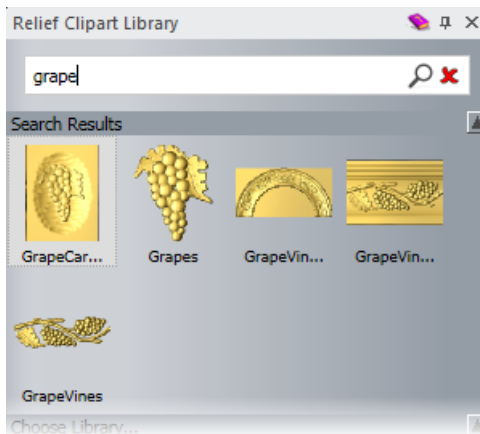 Relief Clipart Library
grape
Search Results
GrapeCar... Grapes GrapeVin... GrapeVin...
GrapeVines
Choose Library...